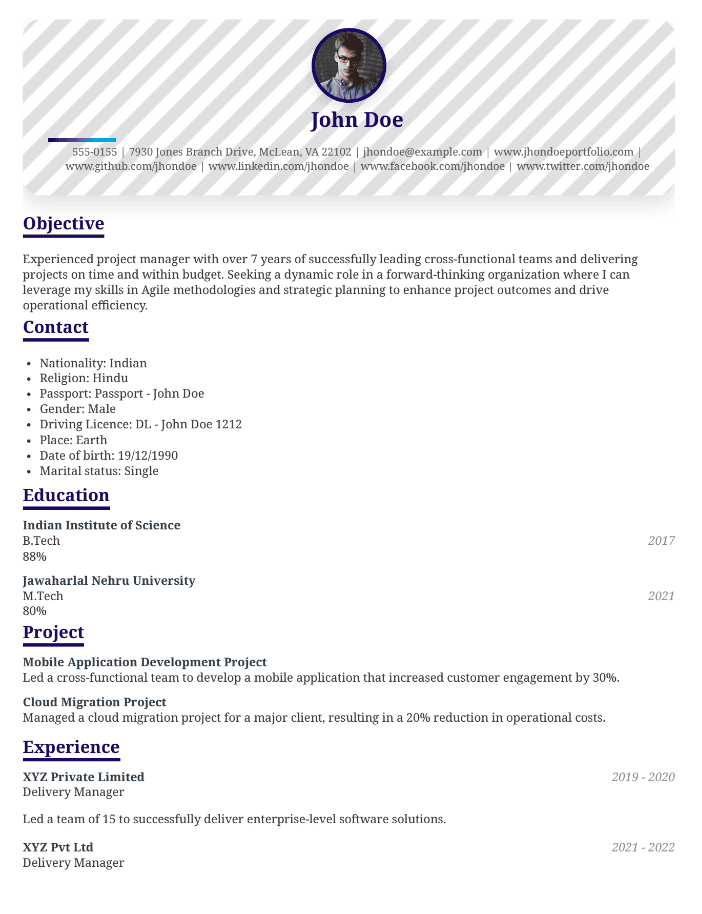 John Doe
555-0155 | 7930 Jones Branch Drive, McLean, VA 22102 | jhondoe@example.com | www.jhondoeportfolio.com |
www.github.com/jhondoe | www.linkedin.com/jhondoe | www.facebook.com/jhondoe | www.twitter.com/jhondoe
Objective
Experienced project manager with over 7 years of successfully leading cross-functional teams and delivering
projects on time and within budget. Seeking a dynamic role in a forward-thinking organization where I can
leverage my skills in Agile methodologies and strategic planning to enhance project outcomes and drive
operational efficiency.
Contact
• Nationality: Indian
• Religion: Hindu
• Passport: Passport - John Doe
• Gender: Male
• Driving Licence: DL - John Doe 1212
• Place: Earth
• Date of birth: 19/12/1990
• Marital status: Single
Education
Indian Institute of Science
B.Tech 2017
88%
Jawaharlal Nehru University
M.Tech 2021
80%
Project
Mobile Application Development Project
Led a cross-functional team to develop a mobile application that increased customer engagement by 30%.
Cloud Migration Project
Managed a cloud migration project for a major client, resulting in a 20% reduction in operational costs.
Experience
XYZ Private Limited 2019 - 2020
Delivery Manager
Led a team of 15 to successfully deliver enterprise-level software solutions.
XYZ Pvt Ltd 2021 - 2022
Delivery Manager